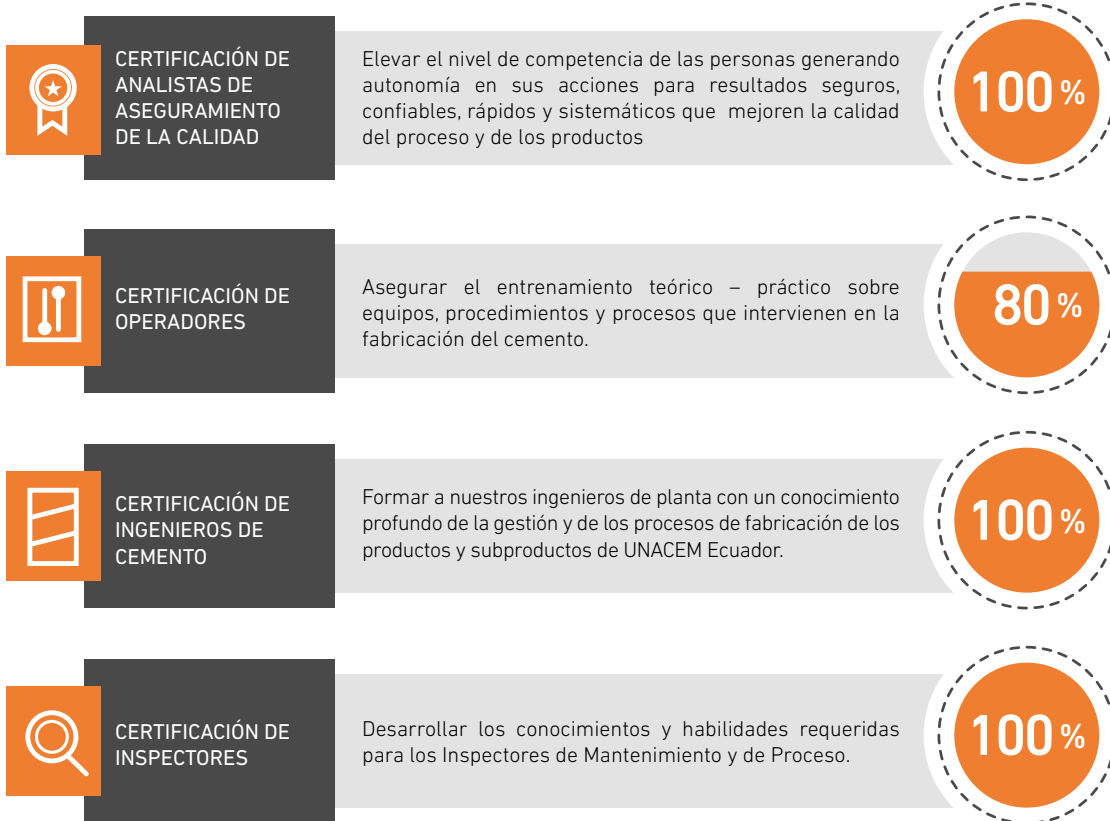 CERTIFICACIÓN DE
ANALISTAS DE
ASEGURAMIENTO
DE LA CALIDAD
Elevar el nivel de competencia de las personas generando
autonomía en sus acciones para resultados seguros,
confiables, rápidos y sistemáticos que mejoren la calidad
del proceso y de los productos
100 %
CERTIFICACIÓN DE
OPERADORES
Asegurar el entrenamiento teórico – práctico sobre
equipos, procedimientos y procesos que intervienen en la
fabricación del cemento.
80 %
CERTIFICACIÓN DE
INGENIEROS DE
CEMENTO
Formar a nuestros ingenieros de planta con un conocimiento
profundo de la gestión y de los procesos de fabricación de los
productos y subproductos de UNACEM Ecuador.
100 %
CERTIFICACIÓN DE
INSPECTORES
Desarrollar los conocimientos y habilidades requeridas
para los Inspectores de Mantenimiento y de Proceso.
100 %